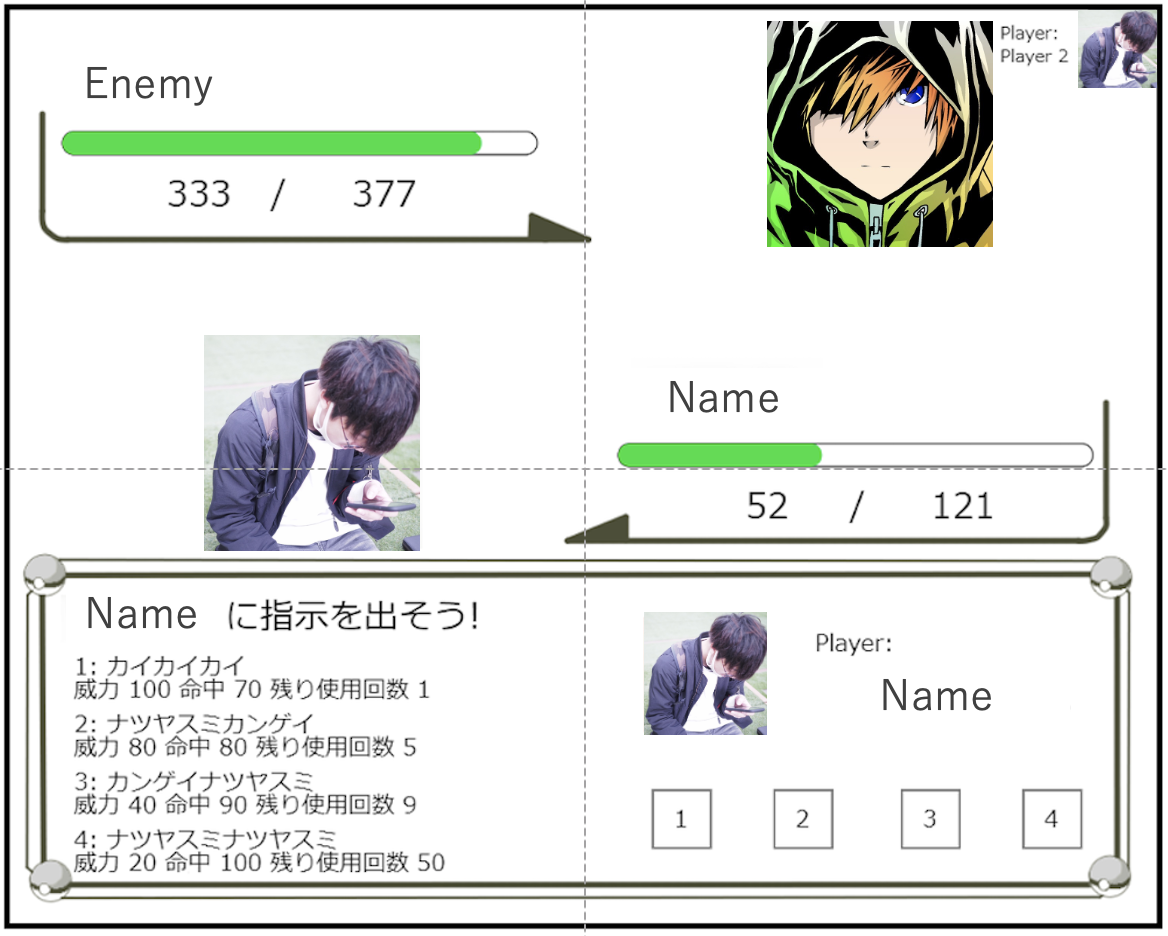 Enemy
333 / 377
Player:
Player 2
Name
52 / 121
Name に指示を出そう!
1: カイカイカイ
威力 100 命中 70 残り使用回数 1
2: ナツヤスミカンゲイ
威力 80 命中 80 残り使用回数 5
3: カンゲイナツヤスミ
威力 40 命中 90 残り使用回数 9
4: ナツヤスミナツヤスミ
威力 20 命中 100 残り使用回数 50
Player:
Name
1 2 3 4